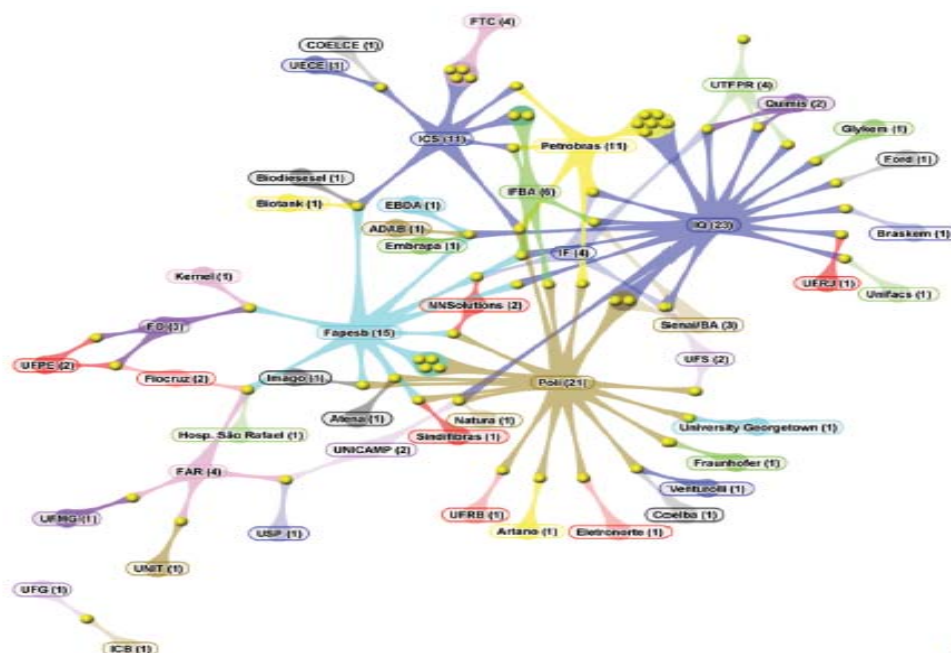 FTC (4)
COELCE (1)
UECE (1)
UTFPR (4)
Quimis (2)
ICS (11)
Petrobras (11)
Glykem (1)
Ford (1)
Biodiesesel (1)
Biotank (1)
EBDA (1)
IFBA (6)
ADAB (1)
Embrapa (1)
IQ (23)
Braskem (1)
IF (4)
Kernel (1)
UFRJ (1)
Unifacs (1)
NNSolutions (2)
FO (3)
Fapesb (15)
Senai/BA (3)
UFPE (2)
Fiocruz (2)
Imago (1)
Poli (21)
UFS (2)
Atena (1)
Natura (1)
University Georgetown (1)
Hosp. São Rafael (1)
Sindifloras (1)
UNICAMP (2)
FAR (4)
Fraunhofer (1)
Venturolli (1)
UFMG (1)
USP (1)
UFRB (1)
Coelba (1)
Eletronorte (1)
UNIT (1)
UFG (1)
ICB (1)